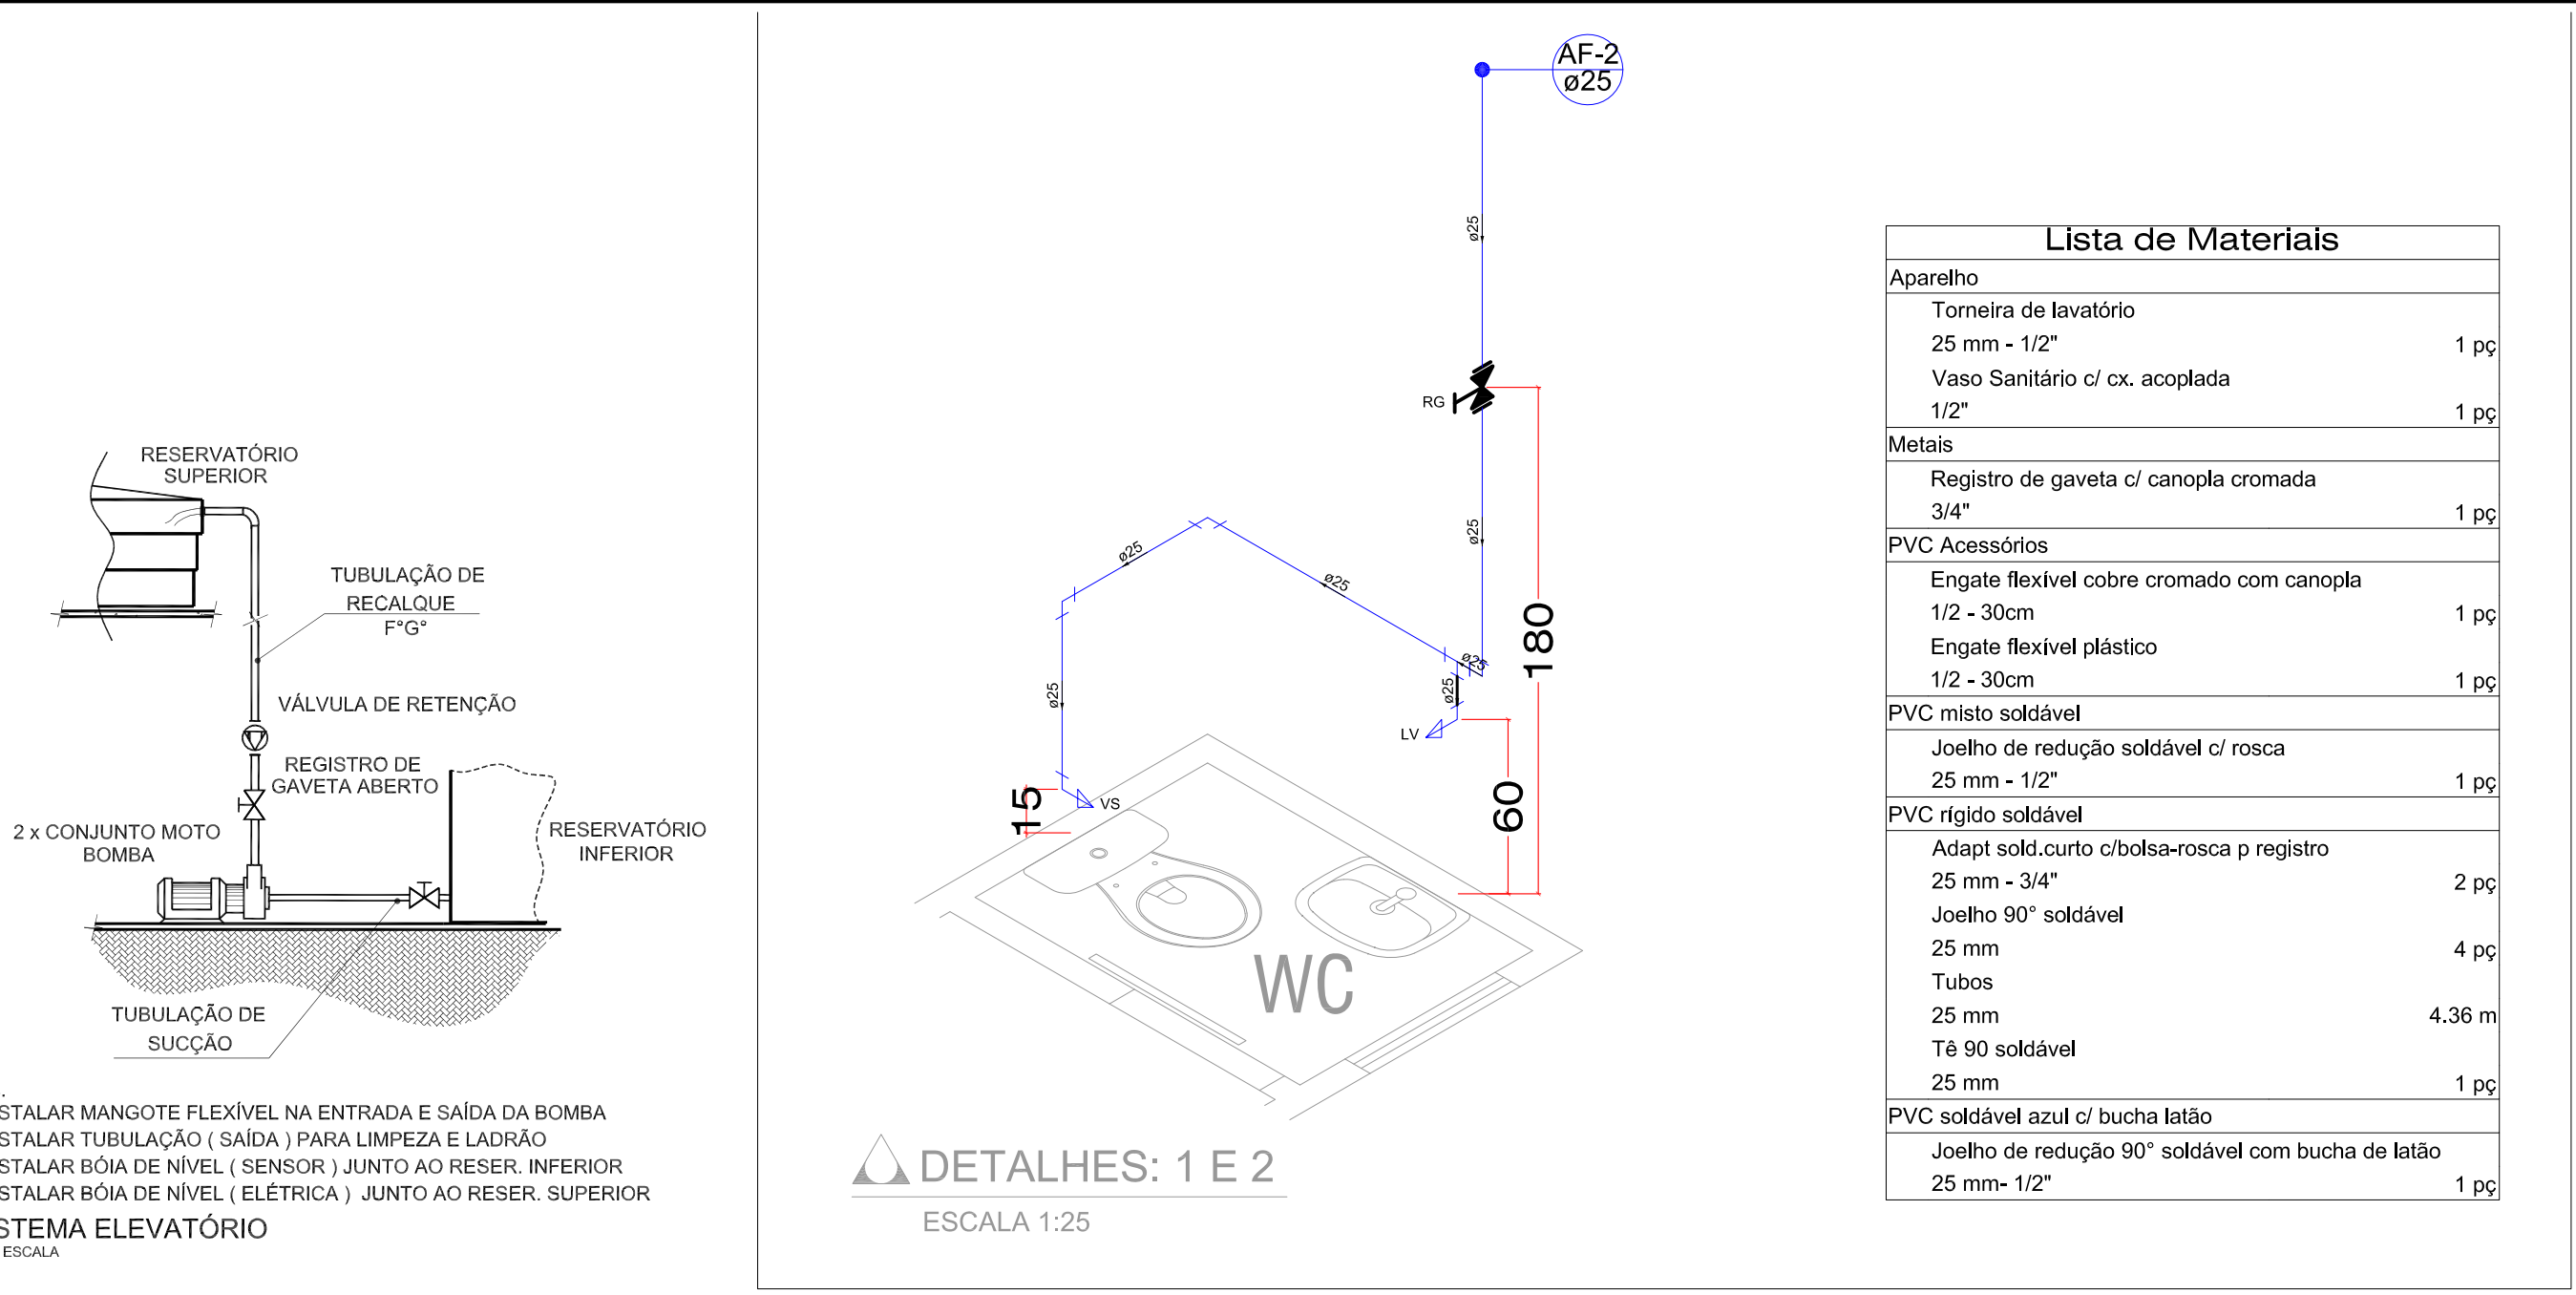 RESERVATÓRIO
SUPERIOR
TUBULAÇÃO DE
RECALQUE
F°G°
VÁLVULA DE RETENÇÃO
REGISTRO DE
GAVETA ABERTO
2 x CONJUNTO MOTO
BOMBA
RESERVATÓRIO
INFERIOR
TUBULAÇÃO DE
SUCÇÃO
STALAR MANGOTE FLEXÍVEL NA ENTRADA E SAÍDA DA BOMBA
STALAR TUBULAÇÃO ( SAÍDA ) PARA LIMPEZA E LADRÃO
STALAR BÓIA DE NÍVEL ( SENSOR ) JUNTO AO RESER. INFERIOR
STALAR BÓIA DE NÍVEL ( ELÉTRICA ) JUNTO AO RESER. SUPERIOR
STEMA ELEVATÓRIO
ESCALA
AF-2
ø25
ø25
RG
ø25
ø25
ø25
180
ø25
ø25
ø25
LV
60
15
VS
WC
DETALHES: 1 E 2
ESCALA 1:25
Lista de Materiais
Aparelho
Torneira de lavatório
25 mm - 1/2" 1 pç
Vaso Sanitário c/ cx. acoplada
1/2" 1 pç
Metais
Registro de gaveta c/ canopla cromada
3/4" 1 pç
PVC Acessórios
Engate flexível cobre cromado com canopla
1/2 - 30cm 1 pç
Engate flexível plástico
1/2 - 30cm 1 pç
PVC misto soldável
Joelho de redução soldável c/ rosca
25 mm - 1/2" 1 pç
PVC rígido soldável
Adapt sold.curto c/bolsa-rosca p registro
25 mm - 3/4" 2 pç
Joelho 90° soldável
25 mm 4 pç
Tubos
25 mm 4.36 m
Tê 90 soldável
25 mm 1 pç
PVC soldável azul c/ bucha latão
Joelho de redução 90° soldável com bucha de latão
25 mm- 1/2" 1 pç